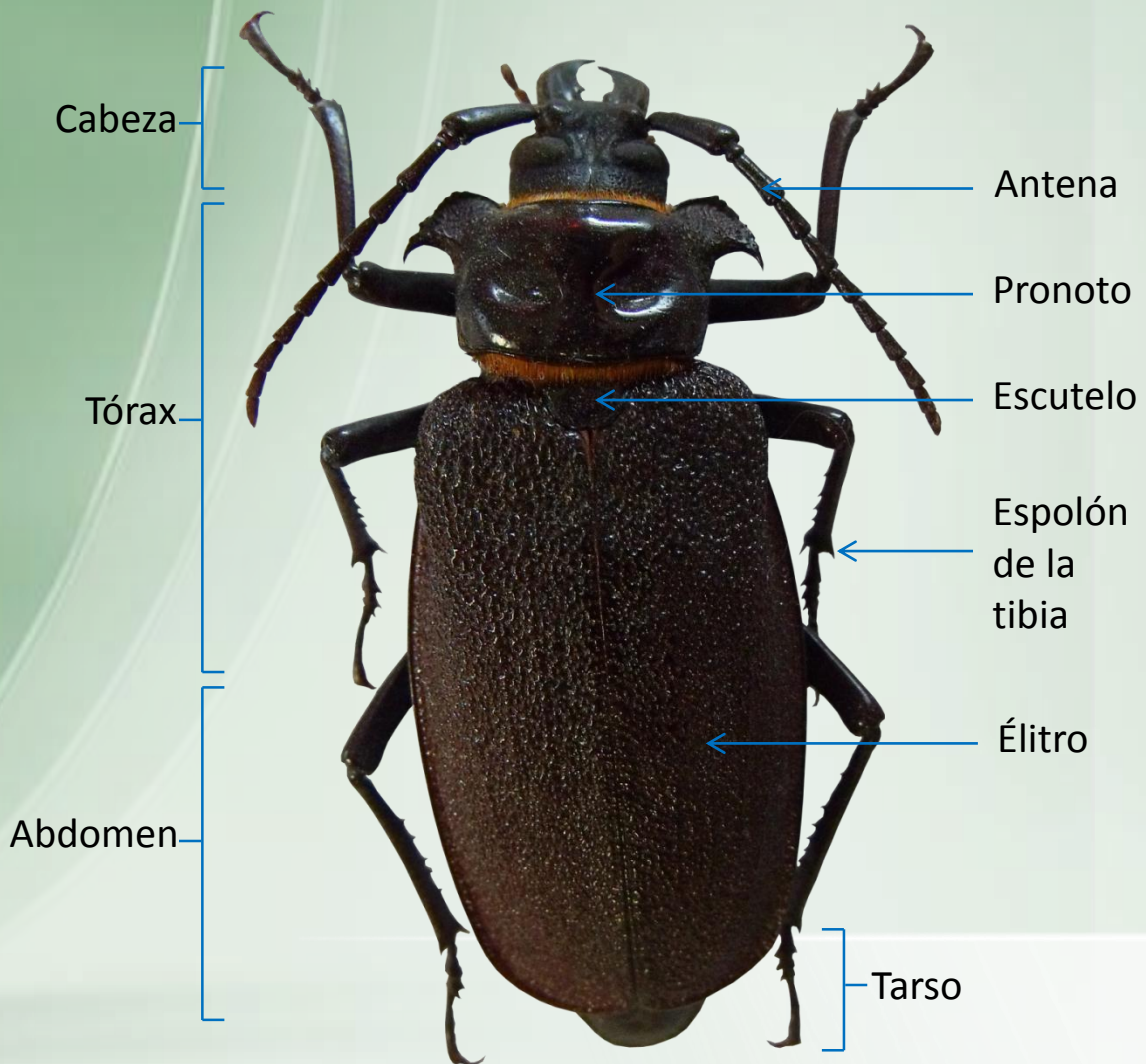 Cabeza
Antena
Pronoto
Tórax
Escutelo
Espolón
de la
tibia
Élitro
Abdomen
Tarso